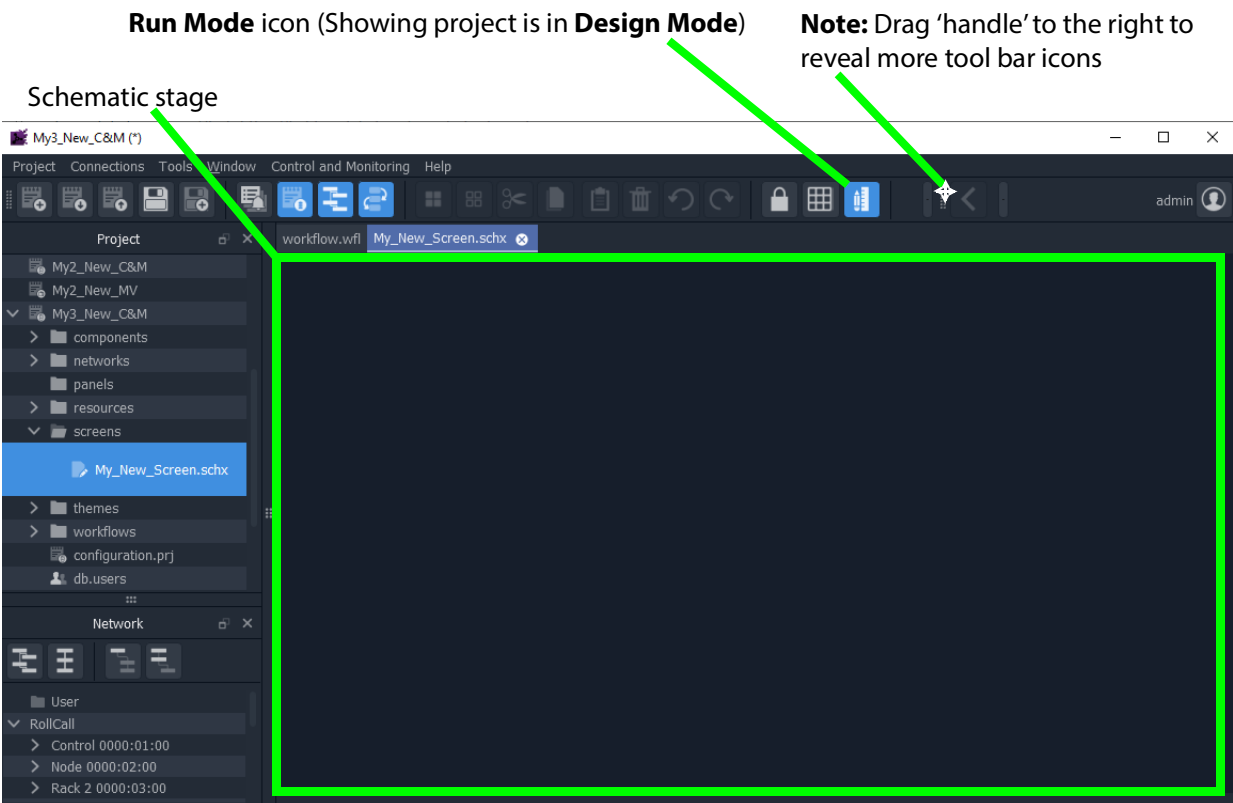 Run Mode icon (Showing project is in Design Mode)
Note: Drag ‘handle’ to the right to
reveal more tool bar icons
Schematic stage
My3_New_C&M (*)
Project Connections Tools Window Control and Monitoring Help
admin
Project
workflow.wfl My_New_Screen.schx
My2_New_C&M
My2_New_MV
My3_New_C&M
components
networks
panels
resources
screens
My_New_Screen.schx
themes
workflows
configuration.prj
db.users
Network
User
RollCall
Control 0000:01:00
Node 0000:02:00
Rack 2 0000:03:00